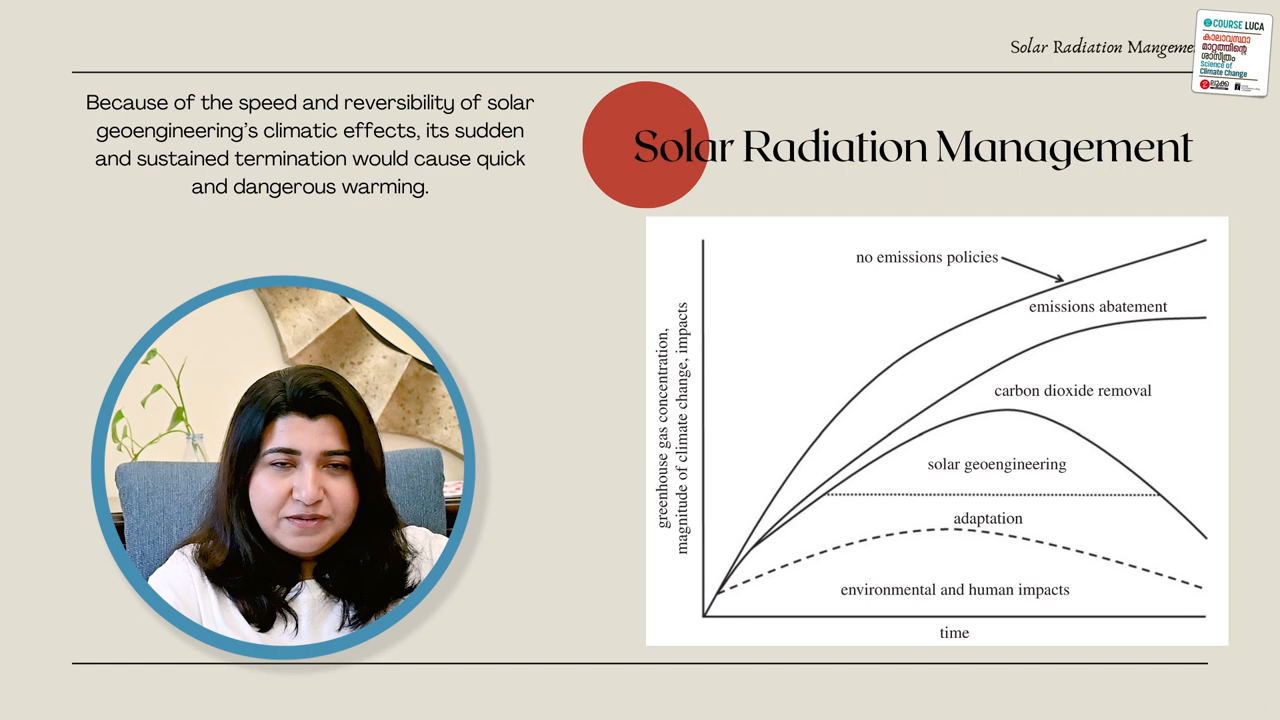 Solar Radiation Mangeme
COURSE LUCA
കാലാവസ്ഥാ
മാറ്റത്തിന്റെ
ശാസ്ത്രം
Science of
Climate Change
ലൂക്ക
Because of the speed and reversibility of solar
geoengineering's climatic effects, its sudden
and sustained termination would cause quick
and dangerous warming.
Solar Radiation Management
no emissions policies
emissions abatement
carbon dioxide removal
solar geoengineering
adaptation
environmental and human impacts
greenhouse gas concentration,
magnitude of climate change, impacts
time